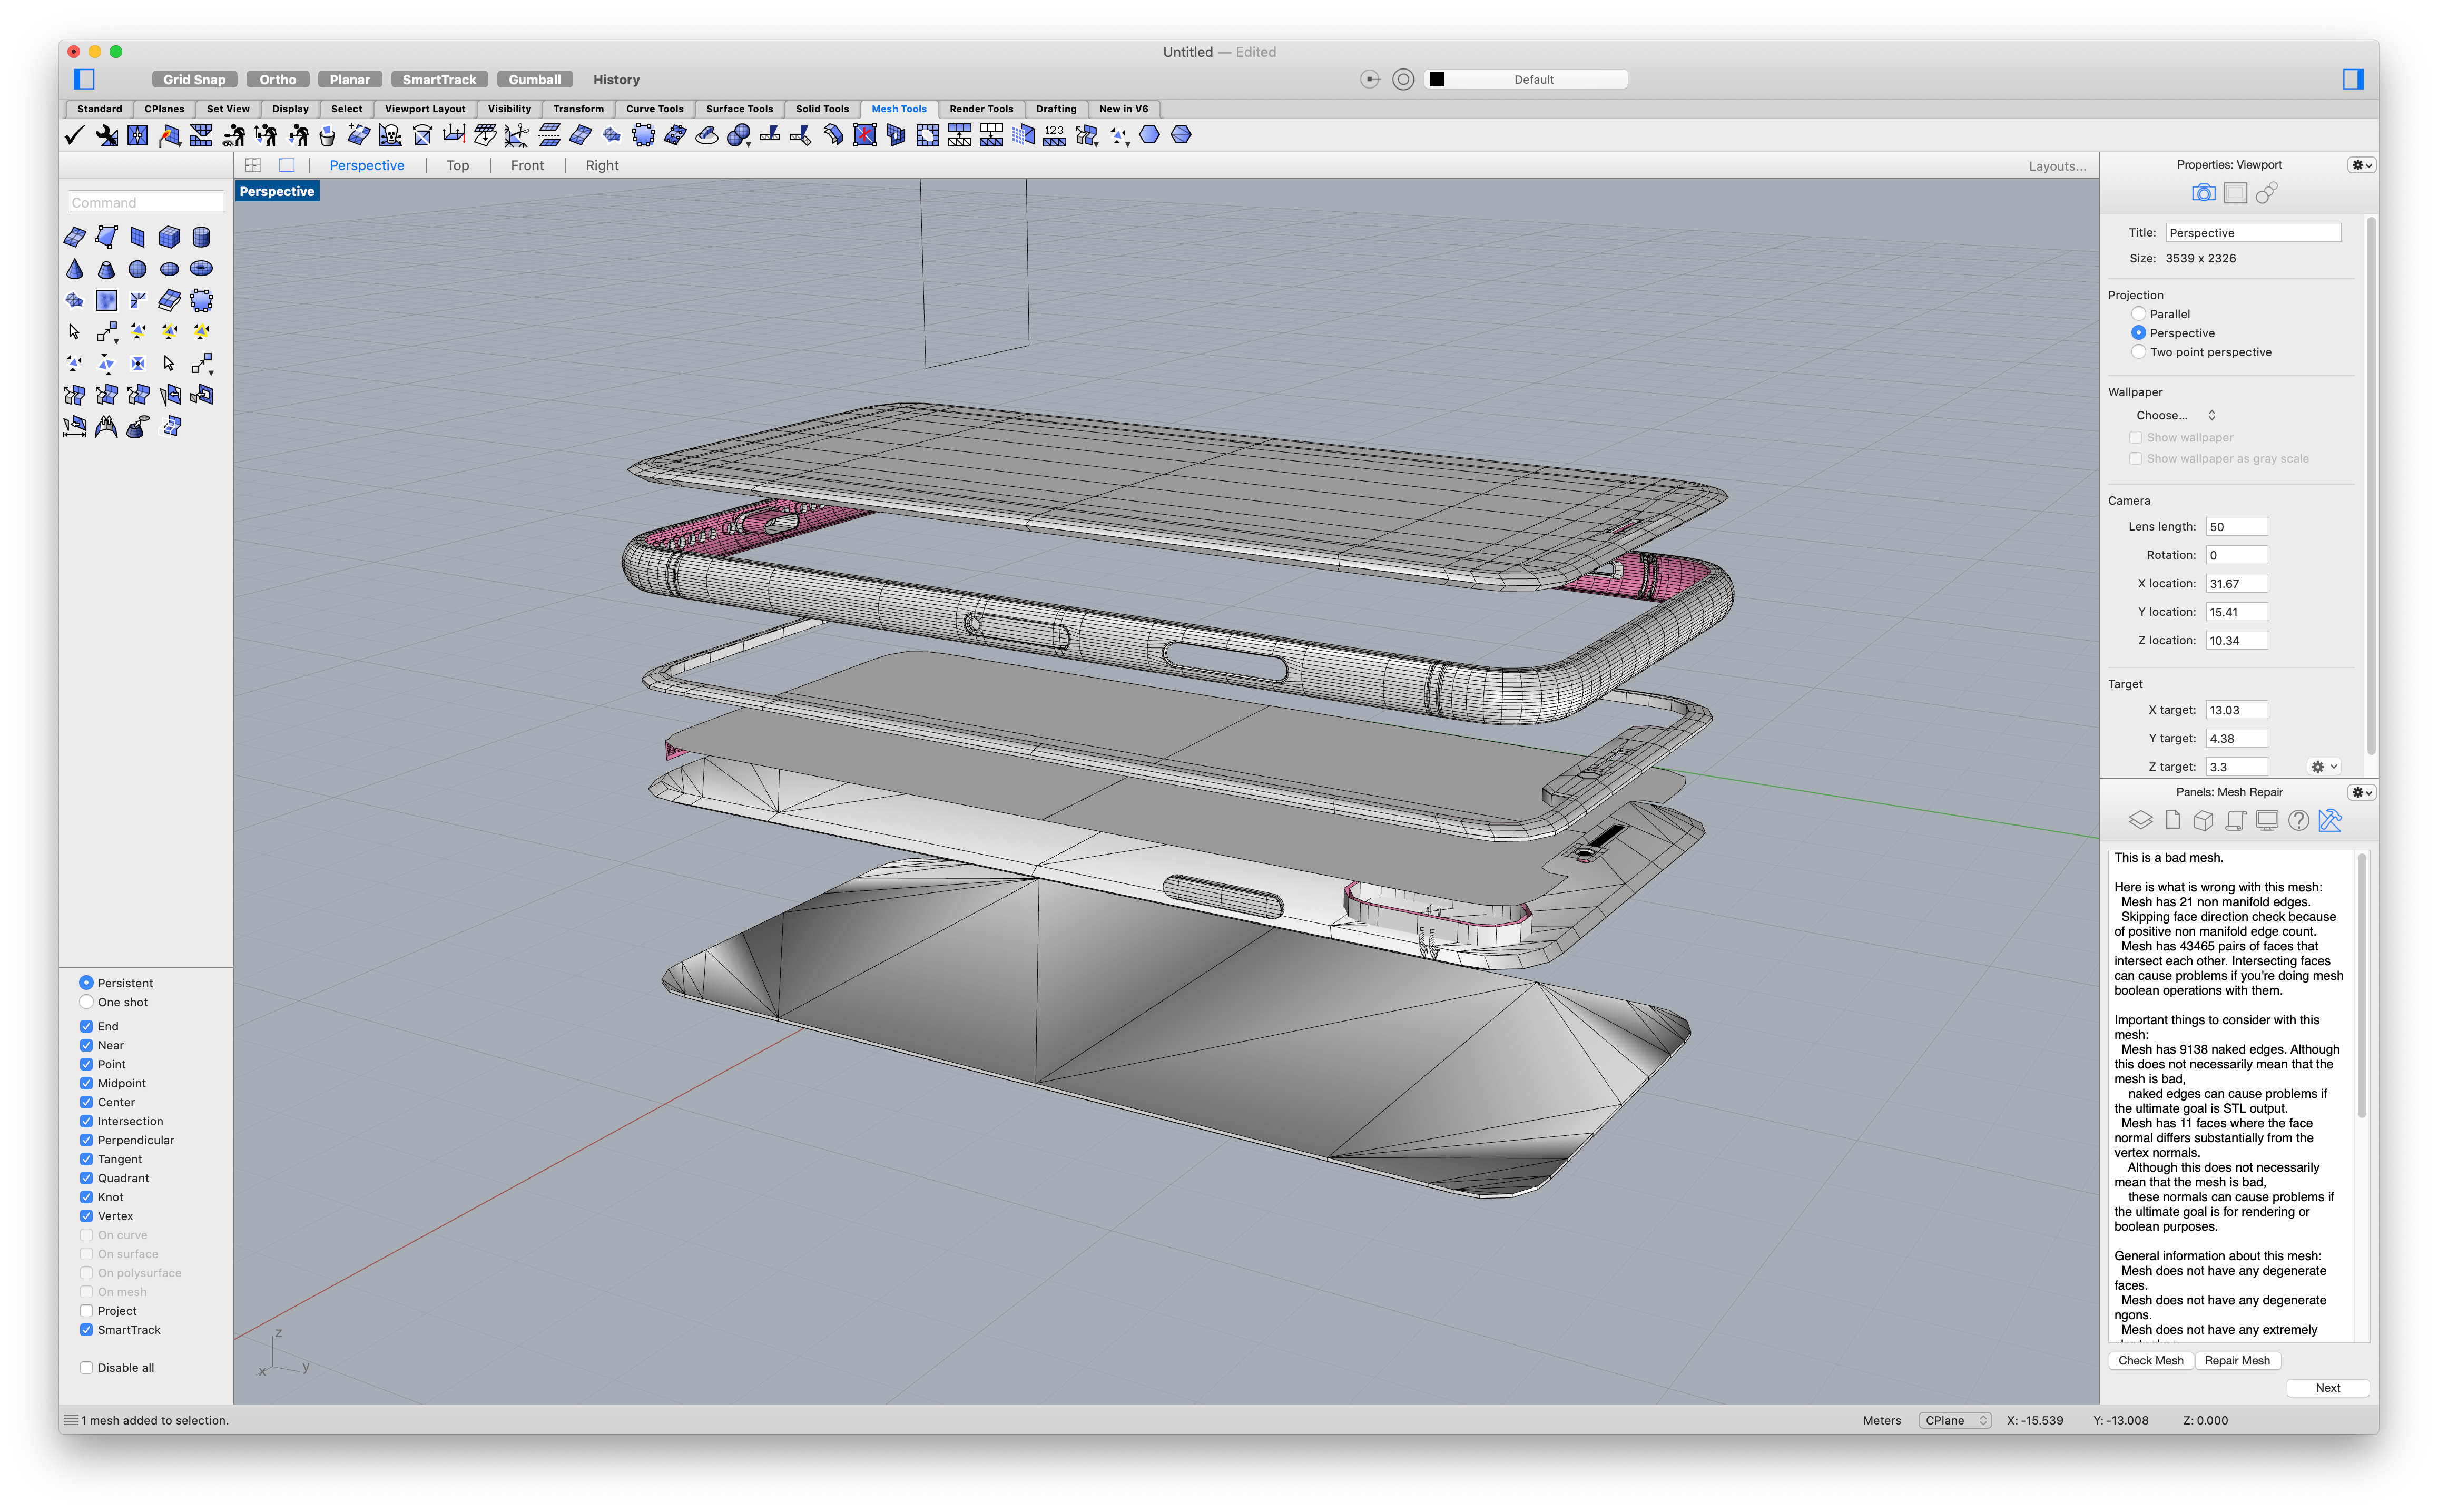 Untitled — Edited
Grid Snap Ortho Planar SmartTrack Gumball History Default
Standard CPlanes Set View Display Select Viewport Layout Visibility Transform Curve Tools Surface Tools Solid Tools Mesh Tools Render Tools Drafting New in V6
123
Perspective Top Front Right Layouts...
Command
Perspective
Persistent
One shot
End
Near
Point
Midpoint
Center
Intersection
Perpendicular
Tangent
Quadrant
Knot
Vertex
On curve
On surface
On polysurface
On mesh
Project
SmartTrack
Disable all
z
x
y
Properties: Viewport
Title: Perspective
Size: 3539 x 2326
Projection
Parallel
Perspective
Two point perspective
Wallpaper
Choose...
Show wallpaper
Show wallpaper as gray scale
Camera
Lens length: 50
Rotation: 0
X location: 31.67
Y location: 15.41
Z location: 10.34
Target
X target: 13.03
Y target: 4.38
Z target: 3.3
Panels: Mesh Repair
This is a bad mesh.
Here is what is wrong with this mesh:
Mesh has 21 non manifold edges.
Skipping face direction check because
of positive non manifold edge count.
Mesh has 43465 pairs of faces that
intersect each other. Intersecting faces
can cause problems if you're doing mesh
boolean operations with them.
Important things to consider with this
mesh:
Mesh has 9138 naked edges. Although
this does not necessarily mean that the
mesh is bad,
naked edges can cause problems if
the ultimate goal is STL output.
Mesh has 11 faces where the face
normal differs substantially from the
vertex normals.
Although this does not necessarily
mean that the mesh is bad,
these normals can cause problems if
the ultimate goal is for rendering or
boolean purposes.
General information about this mesh:
Mesh does not have any degenerate
faces.
Mesh does not have any degenerate
ngons.
Mesh does not have any extremely
Check Mesh Repair Mesh
Next
1 mesh added to selection.
Meters CPlane X: -15.539 Y: -13.008 Z: 0.000